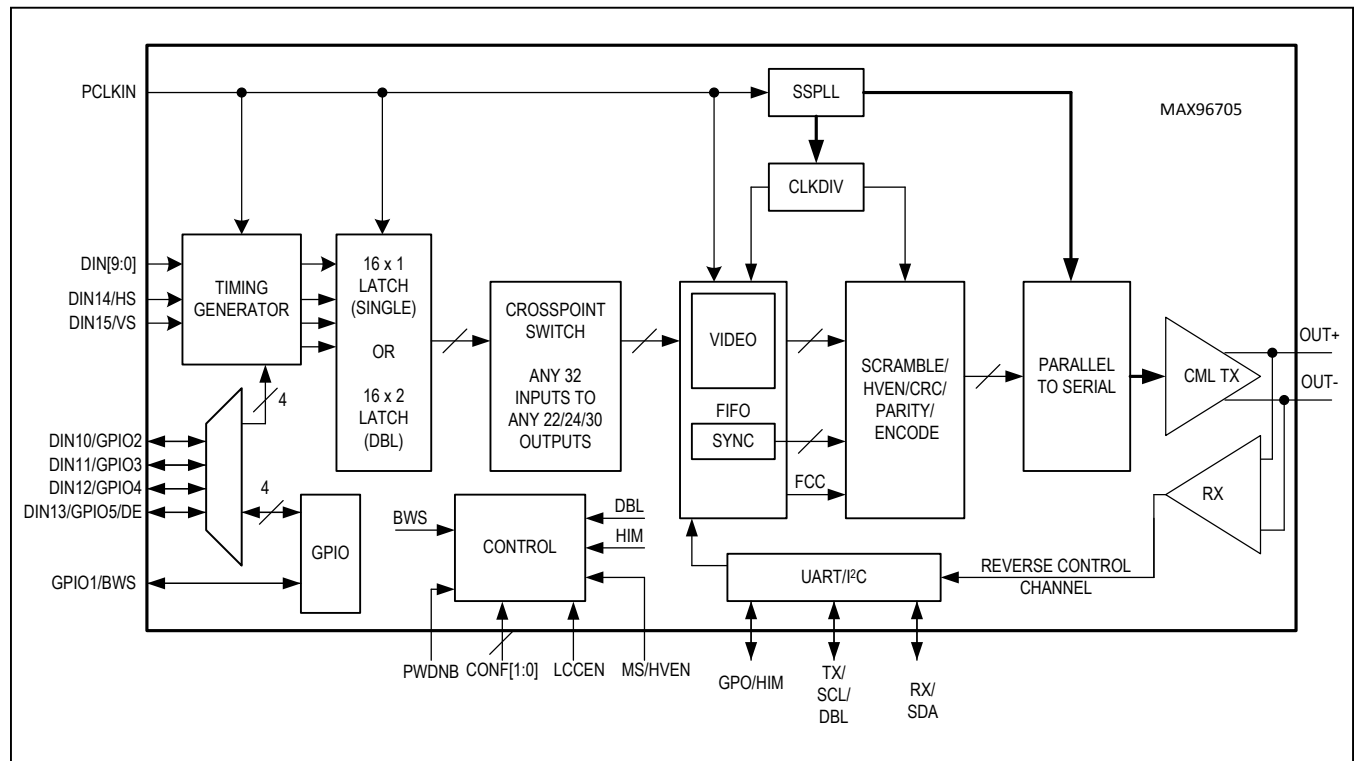 PCLKIN
SSPLL
MAX96705
CLKDIV
DIN[9:0]
DIN14/HS
DIN15/VS
TIMING
GENERATOR
16 x 1
LATCH
(SINGLE)
OR
16 x 2
LATCH
(DBL)
CROSSPOINT
SWITCH
ANY 32
INPUTS TO
ANY 22/24/30
OUTPUTS
VIDEO
FIFO
SYNC
FCC
SCRAMBLE/
HVEN/CRC/
PARITY/
ENCODE
PARALLEL
TO SERIAL
CML TX
OUT+
OUT-
RX
4
DIN10/GPIO2
DIN11/GPIO3
DIN12/GPIO4
DIN13/GPIO5/DE
4
GPIO
GPIO1/BWS
BWS
CONTROL
DBL
HIM
UART/I²C
REVERSE CONTROL
CHANNEL
PWDNB
CONF[1:0]
LCCEN
MS/HVEN
GPO/HIM
TX/
SCL/
DBL
RX/
SDA